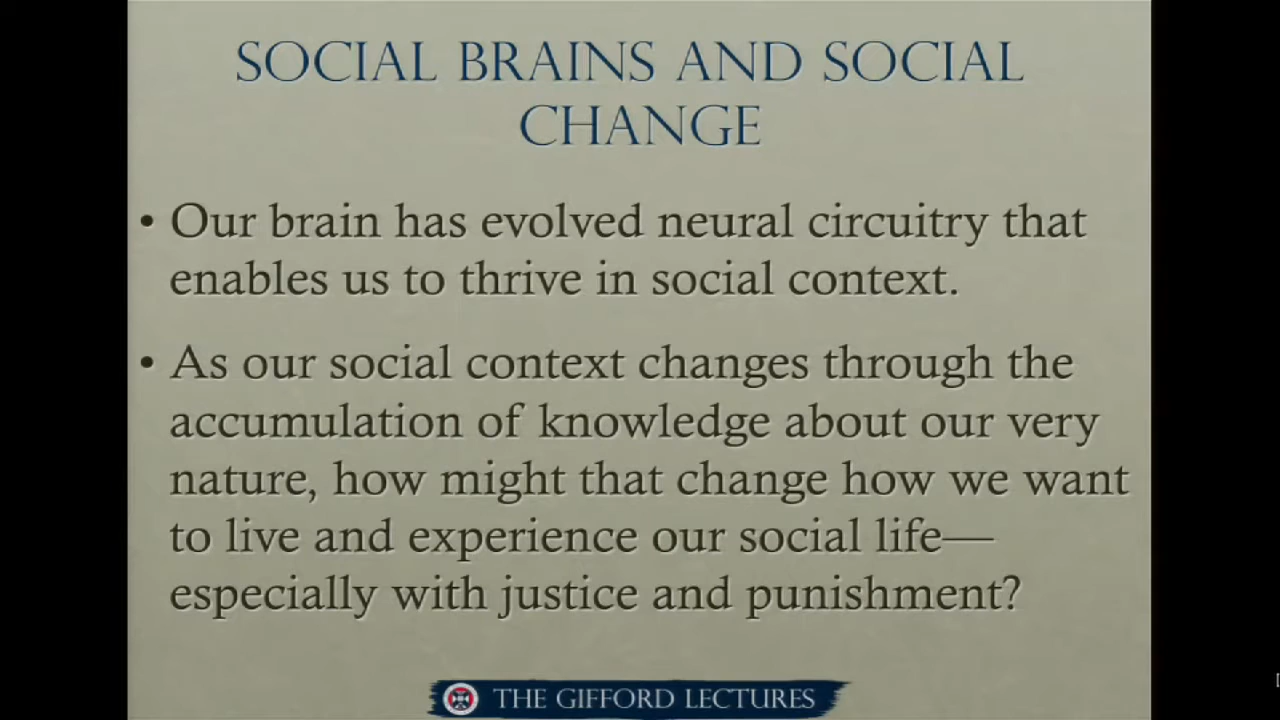 SOCIAL BRAINS AND SOCIAL
CHANGE
• Our brain has evolved neural circuitry that
enables us to thrive in social context.
• As our social context changes through the
accumulation of knowledge about our very
nature, how might that change how we want
to live and experience our social life—
especially with justice and punishment?
THE GIFFORD LECTURES